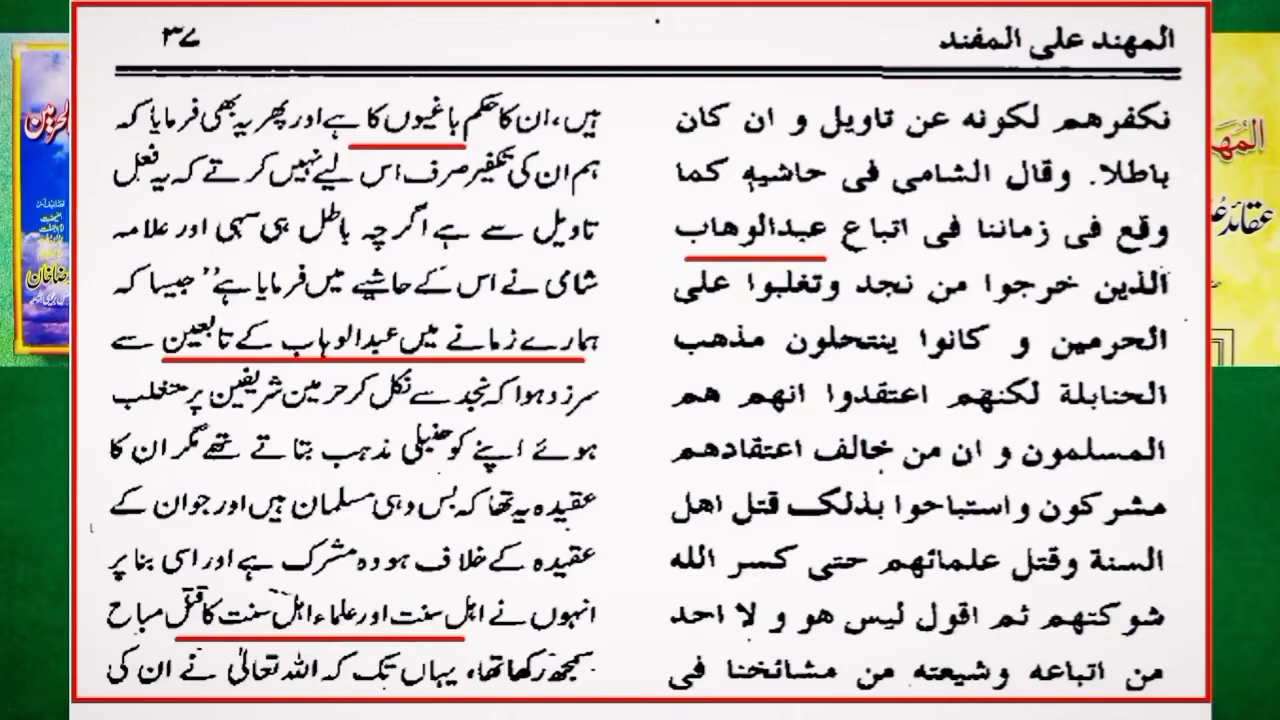 المهند على المفند
٣٧
نكفرهم لكونه عن تاويل و ان كان
باطلا. وقال الشامى فى حاشيه كما
وقع فى زماننا فى اتباع عبدالوهاب
الذين خرجوا من نجد وتغلبوا على
الحرمين و كانوا ينتحلون مذهب
الحنابلة لكنهم اعتقدوا انهم هم
المسلمون و ان من خالف اعتقادهم
مشركون واستباحوا بذلك قتل اهل
السنة وقتل علمائهم حتى كسر الله
شوكتهم ثم اقول ليس هو و لا احد
من اتباعه وشيعته من مشائخنا فى
ہیں، ان کا حکم باغیوں کا ہے اور پھر یہ بھی فرمایا کہ
ہم ان کی تکفیر صرف اس لیے نہیں کرتے کہ یہ فعل
تاویل سے ہے اگرچہ باطل ہی سہی اور علامہ
شامی نے اس کے حاشیے میں فرمایا ہے ’’جیسا کہ
ہمارے زمانے میں عبدالوہاب کے تابعین سے
سرزد ہوا کہ نجد سے نکل کر حرمین شریفین پر متغلب
ہوئے اپنے کو حنبلی مذہب بتاتے تھے مگر ان کا
عقیدہ یہ تھا کہ بس وہی مسلمان ہیں اور جو ان کے
عقیدہ کے خلاف ہو وہ مشرک ہے اور اسی بنا پر
انہوں نے اہل سنت اور علماء اہل سنت کا قتل مباح
سمجھ رکھا تھا، یہاں تک کہ اللہ تعالیٰ نے ان کی